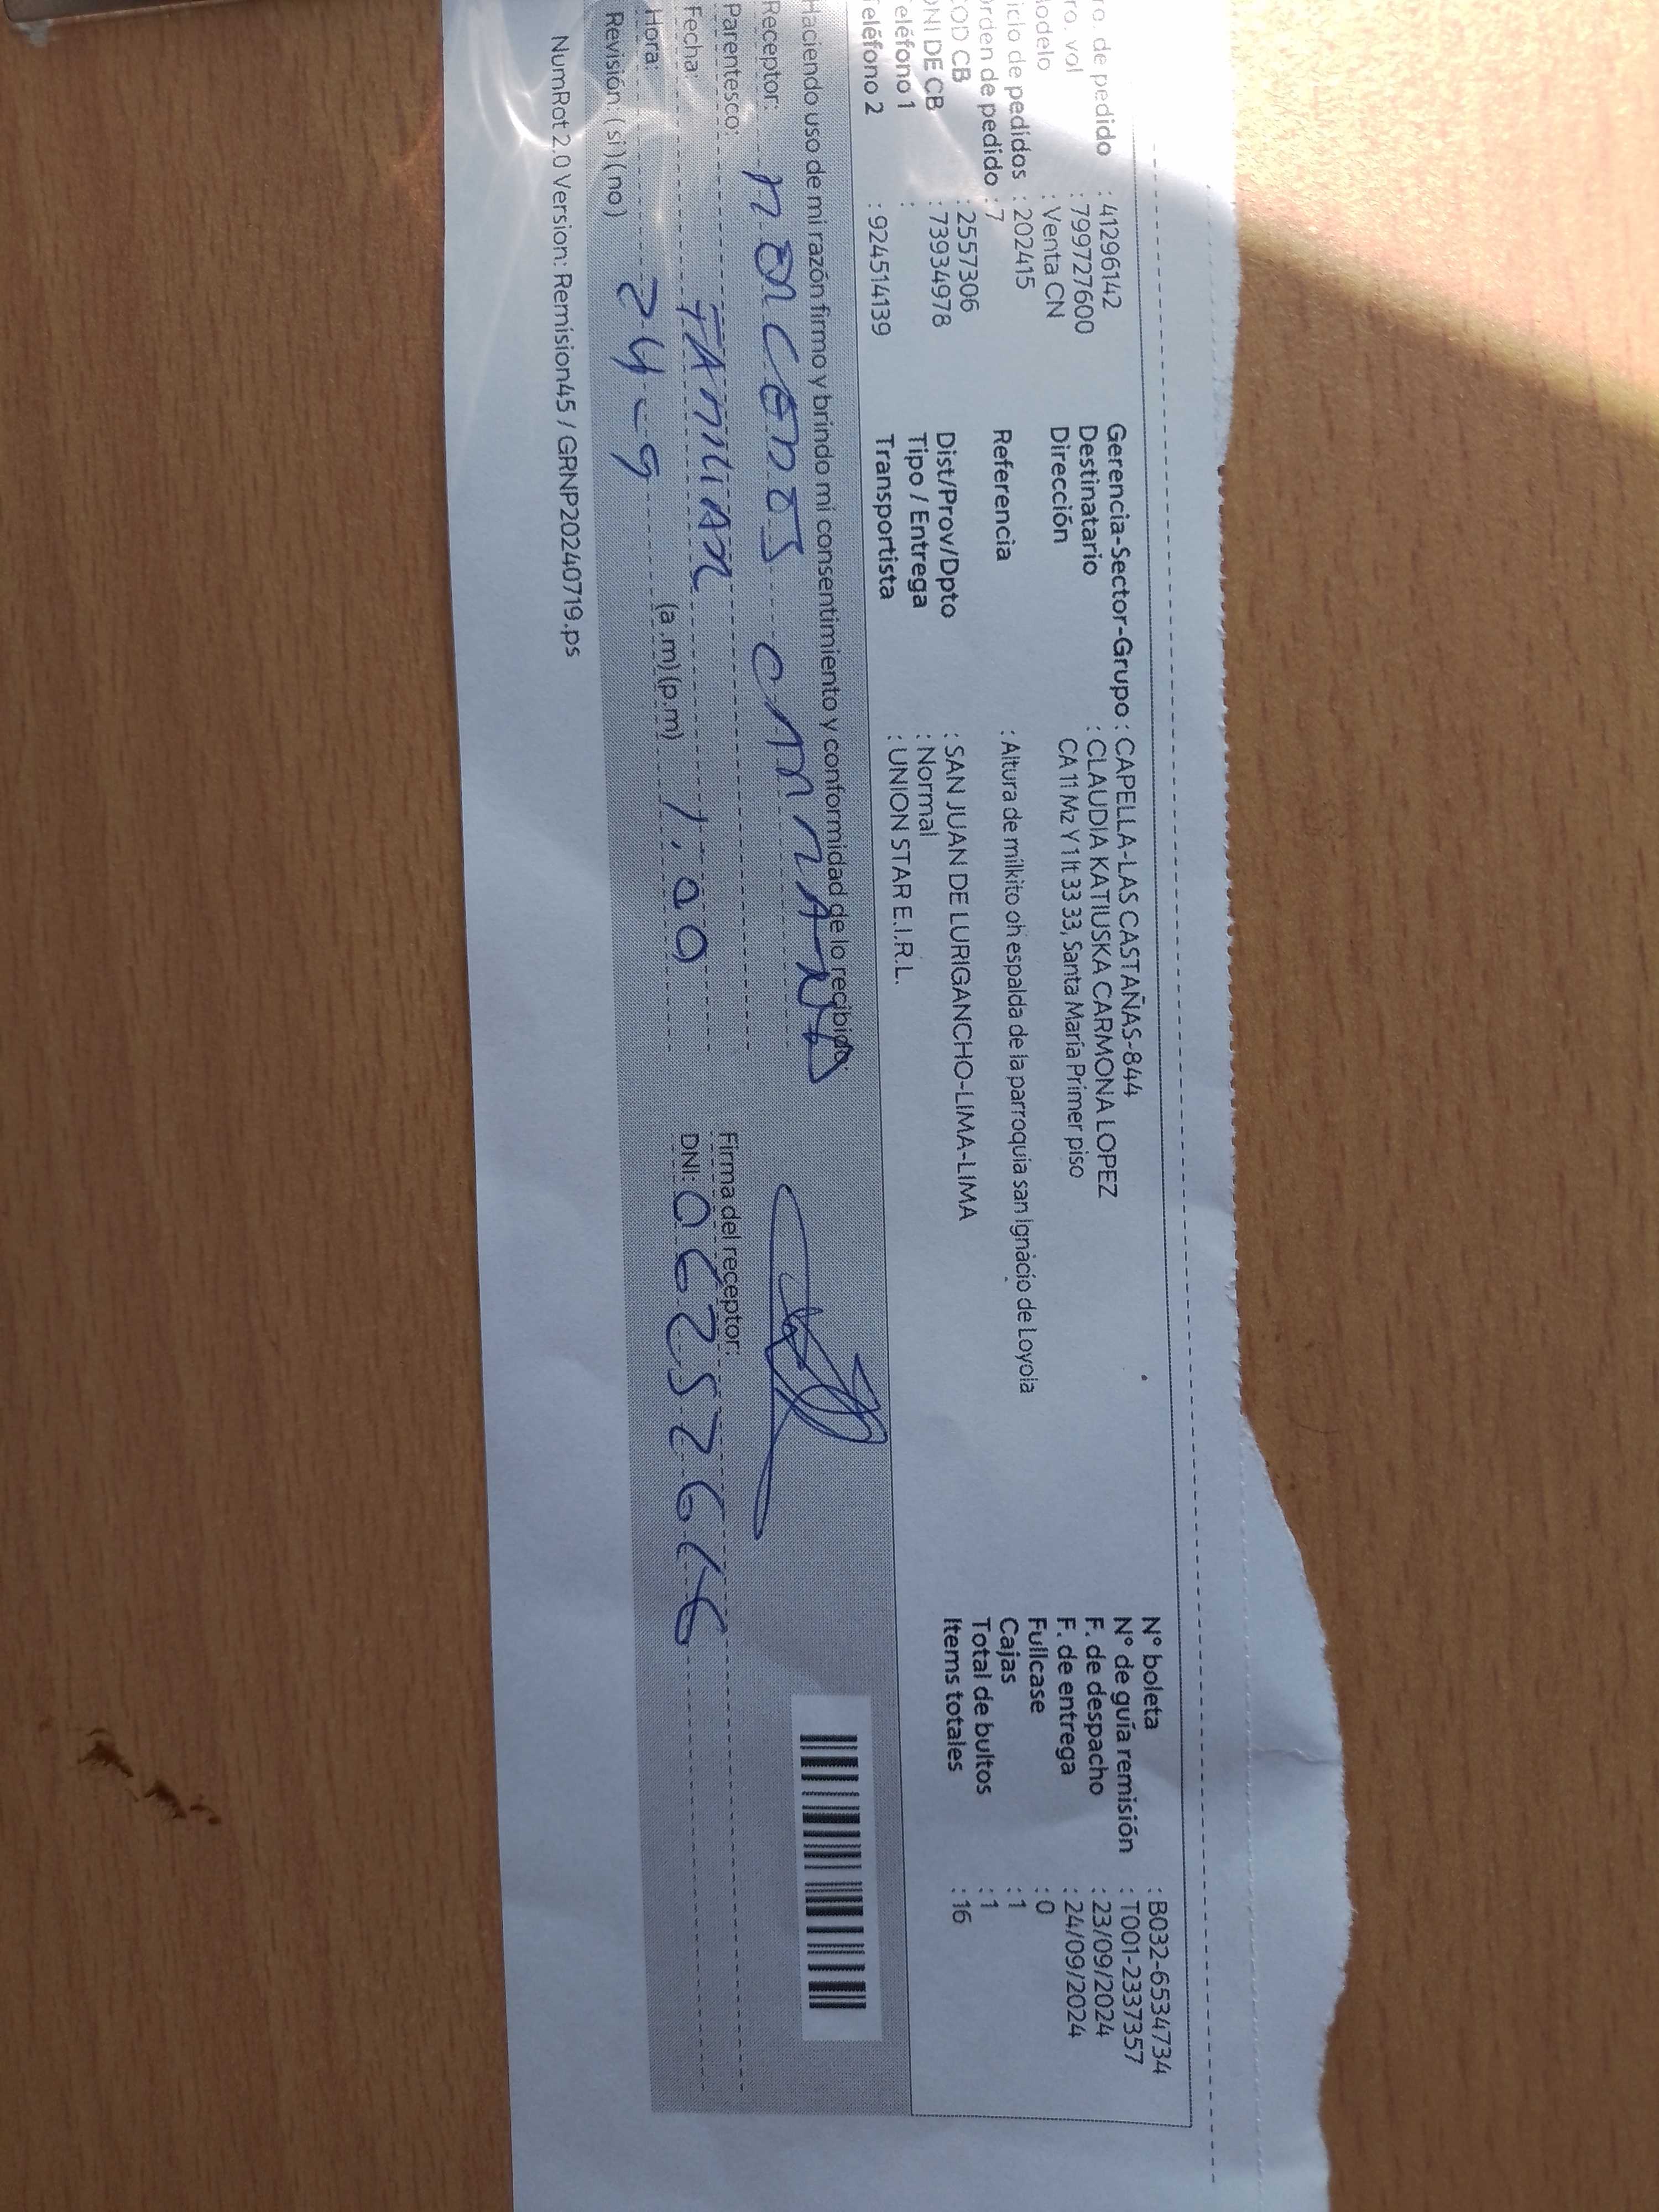 ro. de pedido : 41296142
ro. vol : 799727600
odelo : Venta CN
iclo de pedidos : 202415
rden de pedido : 7
COD CB : 2557306
DNI DE CB : 73934978
eléfono 1 :
Teléfono 2 : 924514139
Gerencia-Sector-Grupo : CAPELLA-LAS CASTAÑAS-844
Destinatario : CLAUDIA KATIUSKA CARMONA LOPEZ
Dirección CA 11 Mz Y 1 lt 33 33, Santa María Primer piso
Referencia : Altura de milkito oh espalda de la parroquia san ignacio de Loyola
Dist/Prov/Dpto : SAN JUAN DE LURIGANCHO-LIMA-LIMA
Tipo / Entrega : Normal
Transportista : UNION STAR E.I.R.L.
N° boleta : B032-6534734
N° de guía remisión : T001-2337357
F. de despacho : 23/09/2024
F. de entrega : 24/09/2024
Fullcase : 0
Cajas : 1
Total de bultos : 1
Items totales : 16
Haciendo uso de mi razón firmo y brindo mi consentimiento y conformidad de lo recibido:
Receptor:
Parentesco: FAMILIAR
Fecha: 24-9
Hora: (a.m)(p.m) 1:00
Revisión: (si)(no)
Firma del receptor:
DNI: 06252616
NumRot 2.0 Version: Remision45 / GRNP20240719.ps